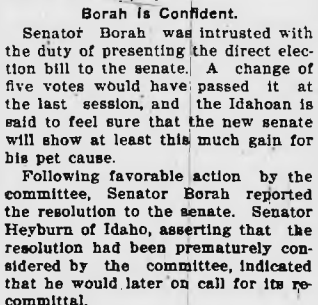 Borah is Confident.
Senator Borah was intrusted with
the duty of presenting the direct elec-
tion bill to the senate. A change of
five votes would have passed it at
the last session, and the Idahoan is
said to feel sure that the new senate
will show at least this much gain for
his pet cause.
Following favorable action by the
committee, Senator Borah reported
the resolution to the senate. Senator
Heyburn of Idaho, asserting that the
resolution had been prematurely con-
sidered by the committee, indicated
that he would later on call for its re-
committal.